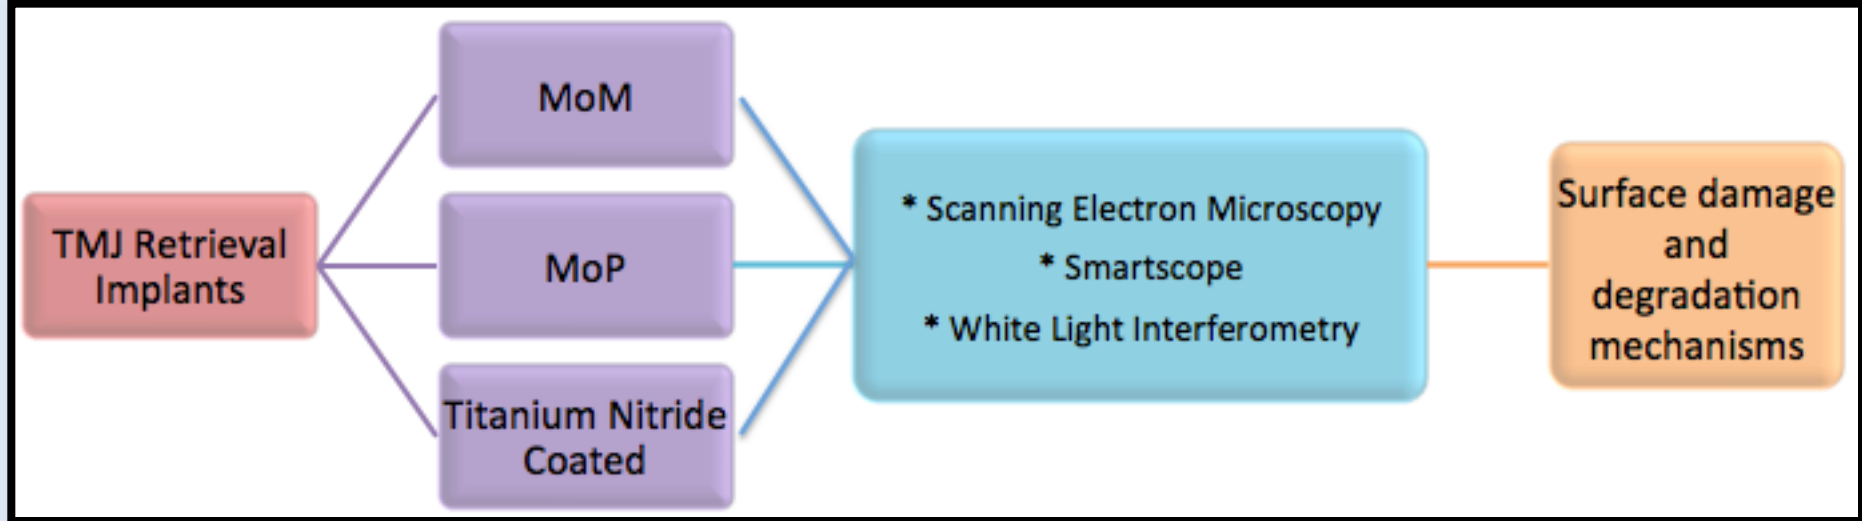 TMJ Retrieval
Implants
MoM
MoP
Titanium Nitride
Coated
* Scanning Electron Microscopy
* Smartscope
* White Light Interferometry
Surface damage
and
degradation
mechanisms